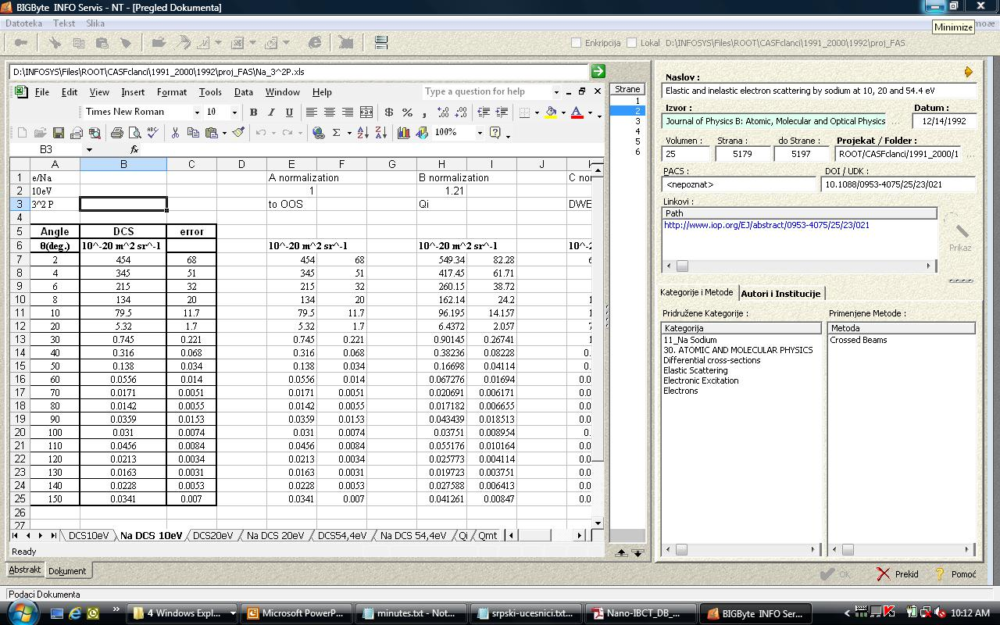 BIGByte INFO Servis - NT - [Pregled Dokumenta]
Datoteka Tekst Slika
Minimize
Enkripcija Lokal D:\INFOSYS\Files\ROOT\CASFclanci\1991_2000\1992\proj_FAS
D:\INFOSYS\Files\ROOT\CASFclanci\1991_2000\1992\proj_FAS\Na_3^2P.xls
File Edit View Insert Format Tools Data Window Help Type a question for help
Times New Roman 10 B I U $ % ,
100%
B3 fx
A B C D E F G H I J
1 e/Na A normalization B normalization C nor
2 10eV 1 1.21
3 3^2 P to OOS Qi DWE
4
5 Angle DCS error
6 θ(deg.) 10^-20 m^2 sr^-1 10^-20 m^2 sr^-1 10^-20 m^2 sr^-1 10^-2
7 2 454 68 454 68 549.34 82.28 6
8 4 345 51 345 51 417.45 61.71
9 6 215 32 215 32 260.15 38.72
10 8 134 20 134 20 162.14 24.2 1
11 10 79.5 11.7 79.5 11.7 96.195 14.157 1
12 20 5.32 1.7 5.32 1.7 6.4372 2.057 7
13 30 0.745 0.221 0.745 0.221 0.90145 0.26741 1
14 40 0.316 0.068 0.316 0.068 0.38236 0.08228 0.
15 50 0.138 0.034 0.138 0.034 0.16698 0.04114 0.
16 60 0.0556 0.014 0.0556 0.014 0.067276 0.01694 0.0
17 70 0.0171 0.0051 0.0171 0.0051 0.020691 0.006171 0.0
18 80 0.0142 0.0055 0.0142 0.0055 0.017182 0.006655 0.0
19 90 0.0359 0.0153 0.0359 0.0153 0.043439 0.018513 0.0
20 100 0.031 0.0074 0.031 0.0074 0.03751 0.008954 0.
21 110 0.0456 0.0084 0.0456 0.0084 0.055176 0.010164 0.0
22 120 0.0213 0.0034 0.0213 0.0034 0.025773 0.004114 0.0
23 130 0.0163 0.0031 0.0163 0.0031 0.019723 0.003751 0.0
24 140 0.0228 0.0053 0.0228 0.0053 0.027588 0.006413 0.0
25 150 0.0341 0.007 0.0341 0.007 0.041261 0.00847 0.0
26
27
DCS10eV Na DCS 10eV DCS20eV Na DCS 20eV DCS54,4eV Na DCS 54,4eV Qi Qmt
Ready
Abstrakt Dokument
Strane
1
2
3
4
5
6
Naslov :
Elastic and inelastic electron scattering by sodium at 10, 20 and 54.4 eV
Izvor : Datum :
Journal of Physics B: Atomic, Molecular and Optical Physics ... 12/14/1992
Volumen : Strana : do Strane : Projekat / Folder :
25 5179 5197 ROOT/CASFclanci/1991_2000/1 ...
PACS : DOI / UDK :
<nepoznat> 10.1088/0953-4075/25/23/021
Linkovi :
Path
http://www.iop.org/EJ/abstract/0953-4075/25/23/021
Prikaz
Kategorije i Metode Autori i Institucije
Pridružene Kategorije : Primenjene Metode :
Kategorija Metoda
11_Na Sodium Crossed Beams
30. ATOMIC AND MOLECULAR PHYSICS
Differential cross-sections
Elastic Scattering
Electronic Excitation
Electrons
Ok Prekid Pomoć
Podaci Dokumenta
4 Windows Expl... Microsoft PowerP... minutes.txt - Not... srpski-ucesnici.txt... Nano-IBCT_DB_... BIGByte INFO Ser... 10:12 AM